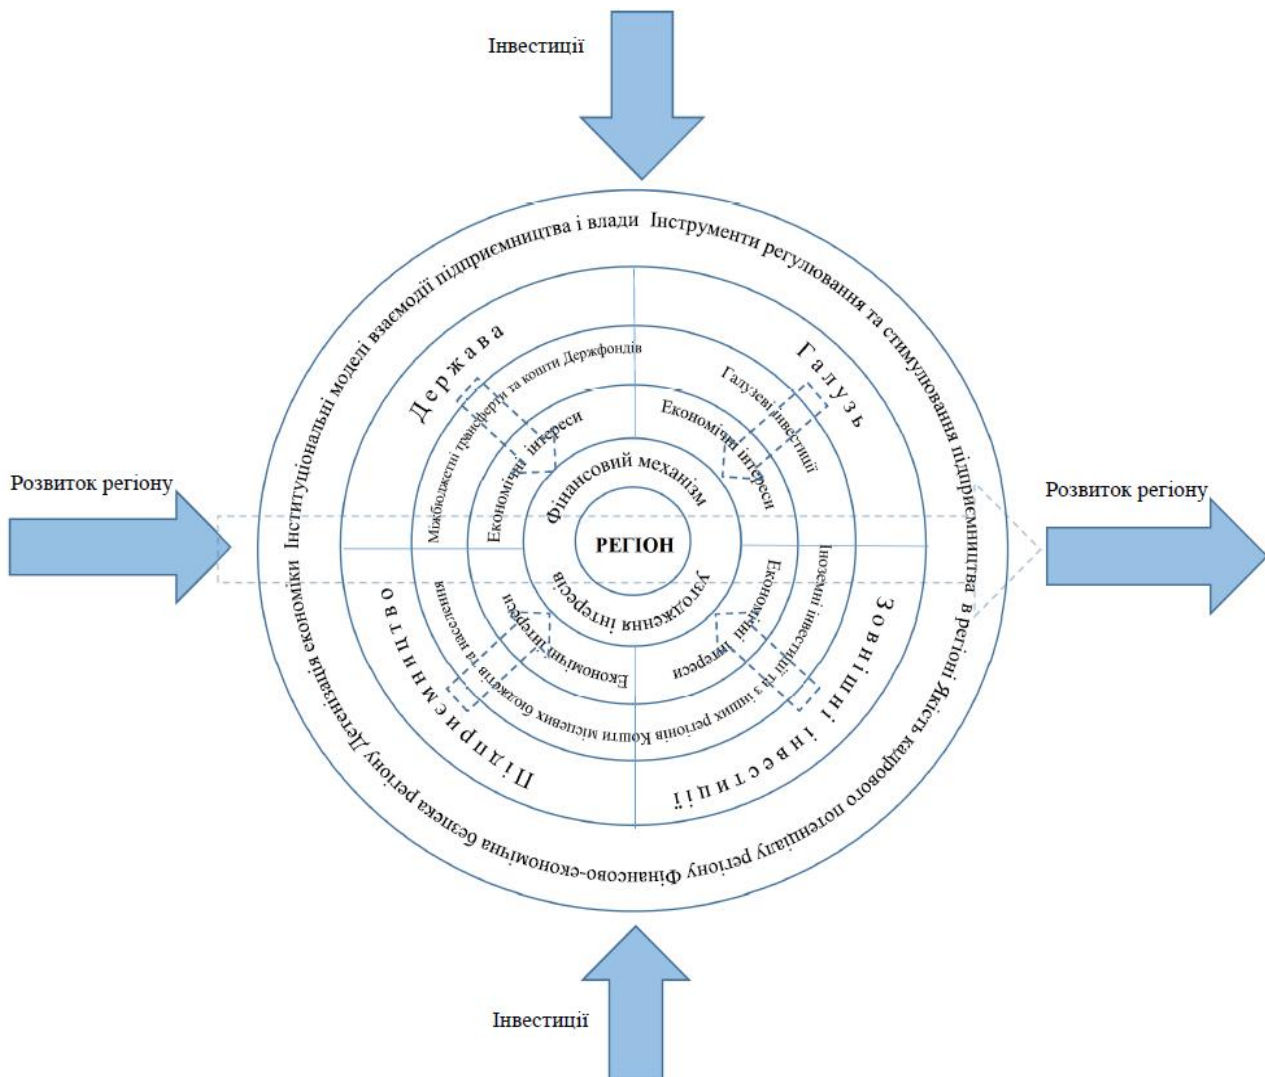 Інвестиції
Інституціональні моделі взаємодії підприємництва і влади
Інструменти регулювання та стимулювання підприємництва в регіоні
Якість кадрового потенціалу регіону
Фінансово-економічна безпека регіону
Детенізація економіки
Держава
Галузь
Міжбюджетні трансферти та кошти Держфондів
Галузеві інвестиції
Економічні інтереси
Економічні інтереси
Фінансовий механізм
узгодження інтересів
РЕГІОН
Розвиток регіону
Розвиток регіону
Економічні інтереси
Економічні інтереси
Кошти місцевих бюджетів та населення
Іноземні інвестиції та з інших регіонів
Підприємництво
Зовнішні інвестиції
Інвестиції